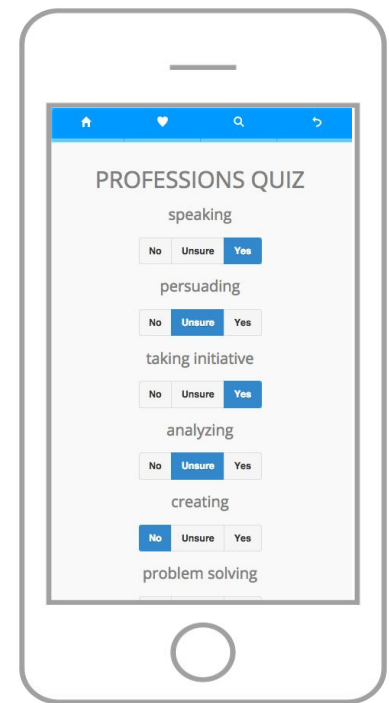 PROFESSIONS QUIZ
speaking
No Unsure Yes
persuading
No Unsure Yes
taking initiative
No Unsure Yes
analyzing
No Unsure Yes
creating
No Unsure Yes
problem solving